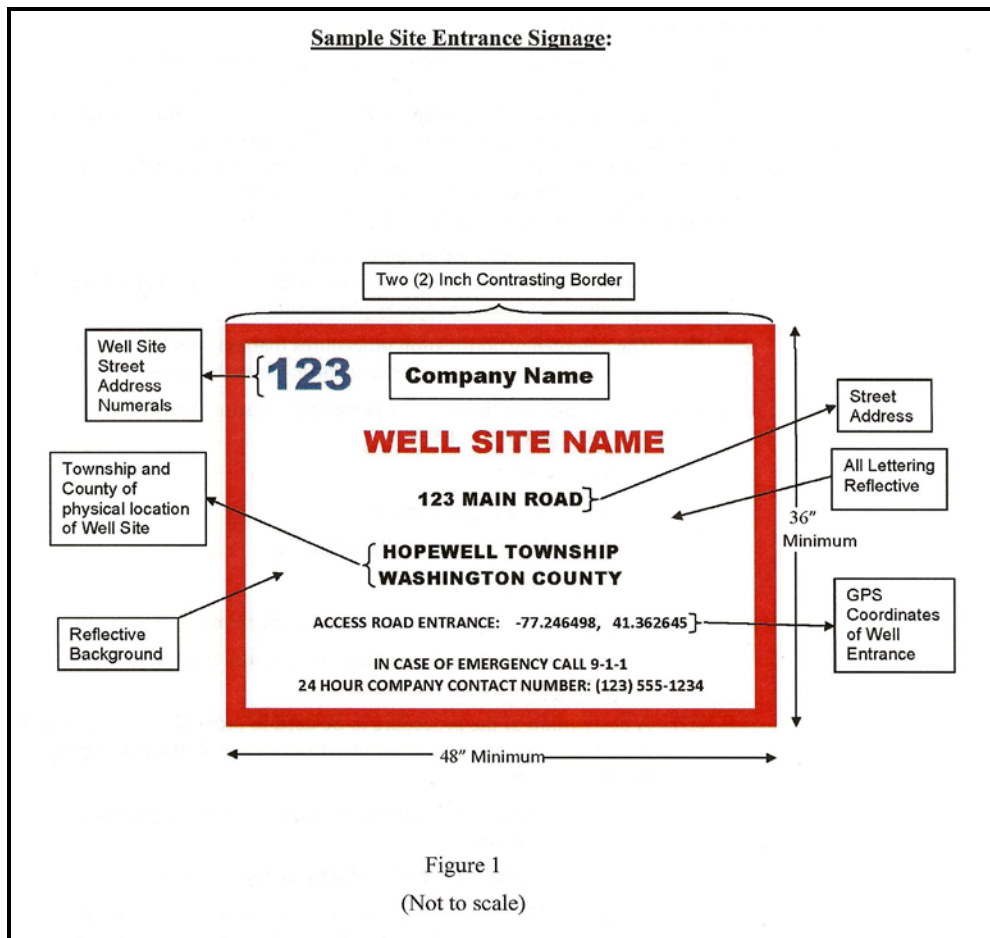 Sample Site Entrance Signage:
Two (2) Inch Contrasting Border
Well Site
Street
Address
Numerals
123
Company Name
Street
Address
WELL SITE NAME
Township and
County of
physical location
of Well Site
123 MAIN ROAD
All Lettering
Reflective
36”
Minimum
HOPEWELL TOWNSHIP
WASHINGTON COUNTY
Reflective
Background
ACCESS ROAD ENTRANCE: -77.246498, 41.362645
GPS
Coordinates
of Well
Entrance
IN CASE OF EMERGENCY CALL 9-1-1
24 HOUR COMPANY CONTACT NUMBER: (123) 555-1234
48” Minimum
Figure 1
(Not to scale)